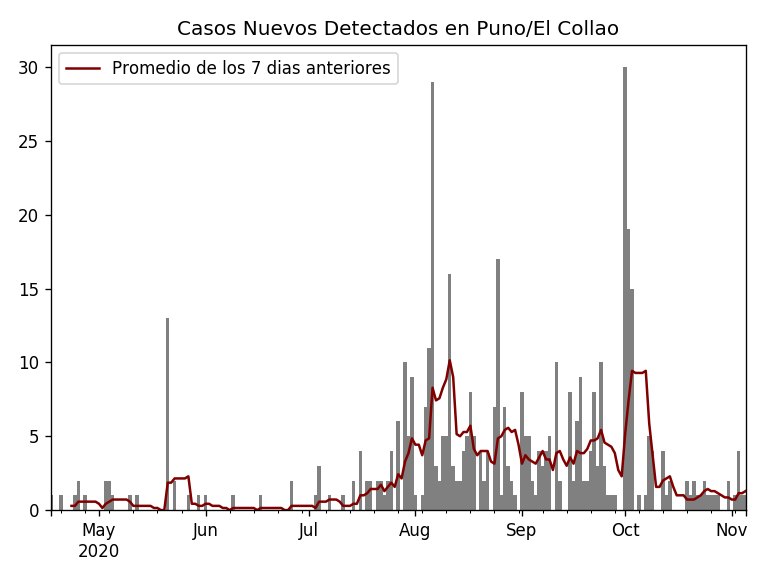 Casos Nuevos Detectados en Puno/El Collao
Promedio de los 7 dias anteriores
30
25
20
15
10
5
0
May Jun Jul Aug Sep Oct Nov
2020